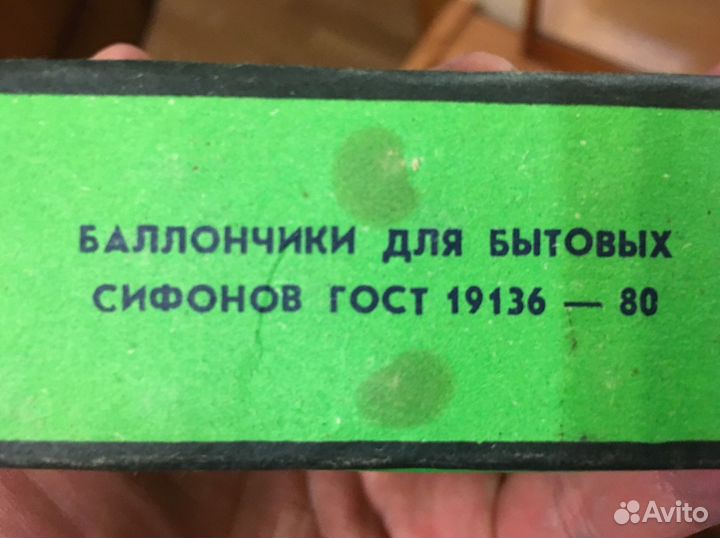 БАЛЛОНЧИКИ ДЛЯ БЫТОВЫХ
СИФОНОВ ГОСТ 19136 — 80
Avito